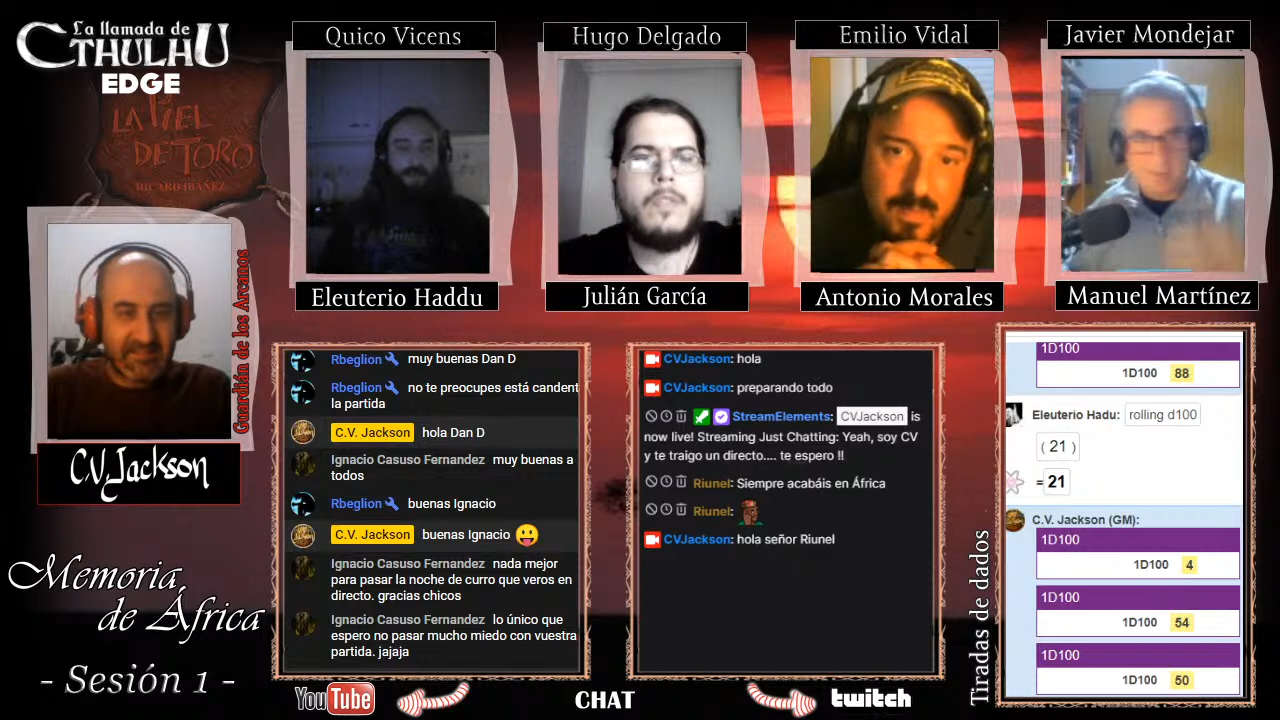 La llamada de
CTHULHU
EDGE
LA PIEL
DE TORO
RICARD IBÁÑEZ
Quico Vicens
Hugo Delgado
Emilio Vidal
Javier Mondejar
Eleuterio Haddu
Julián García
Antonio Morales
Manuel Martínez
Guardián de los Arcanos
C.V. Jackson
Memoria
de África
- Sesión 1 -
Rbeglion muy buenas Dan D
Rbeglion no te preocupes está candent
la partida
C.V. Jackson hola Dan D
Ignacio Casuso Fernandez muy buenas a
todos
Rbeglion buenas Ignacio
C.V. Jackson buenas Ignacio
Ignacio Casuso Fernandez nada mejor
para pasar la noche de curro que veros en
directo. gracias chicos
Ignacio Casuso Fernandez lo único que
espero no pasar mucho miedo con vuestra
partida. jajaja
CVJackson: hola
CVJackson: preparando todo
StreamElements: CVJackson is
now live! Streaming Just Chatting: Yeah, soy CV
y te traigo un directo.... te espero !!
Riunel: Siempre acabáis en África
Riunel:
CVJackson: hola señor Riunel
Tiradas de dados
1D100
1D100 88
Eleuterio Hadu: rolling d100
( 21 )
=21
C.V. Jackson (GM):
1D100
1D100 4
1D100
1D100 54
1D100
1D100 50
YouTube
CHAT
twitch